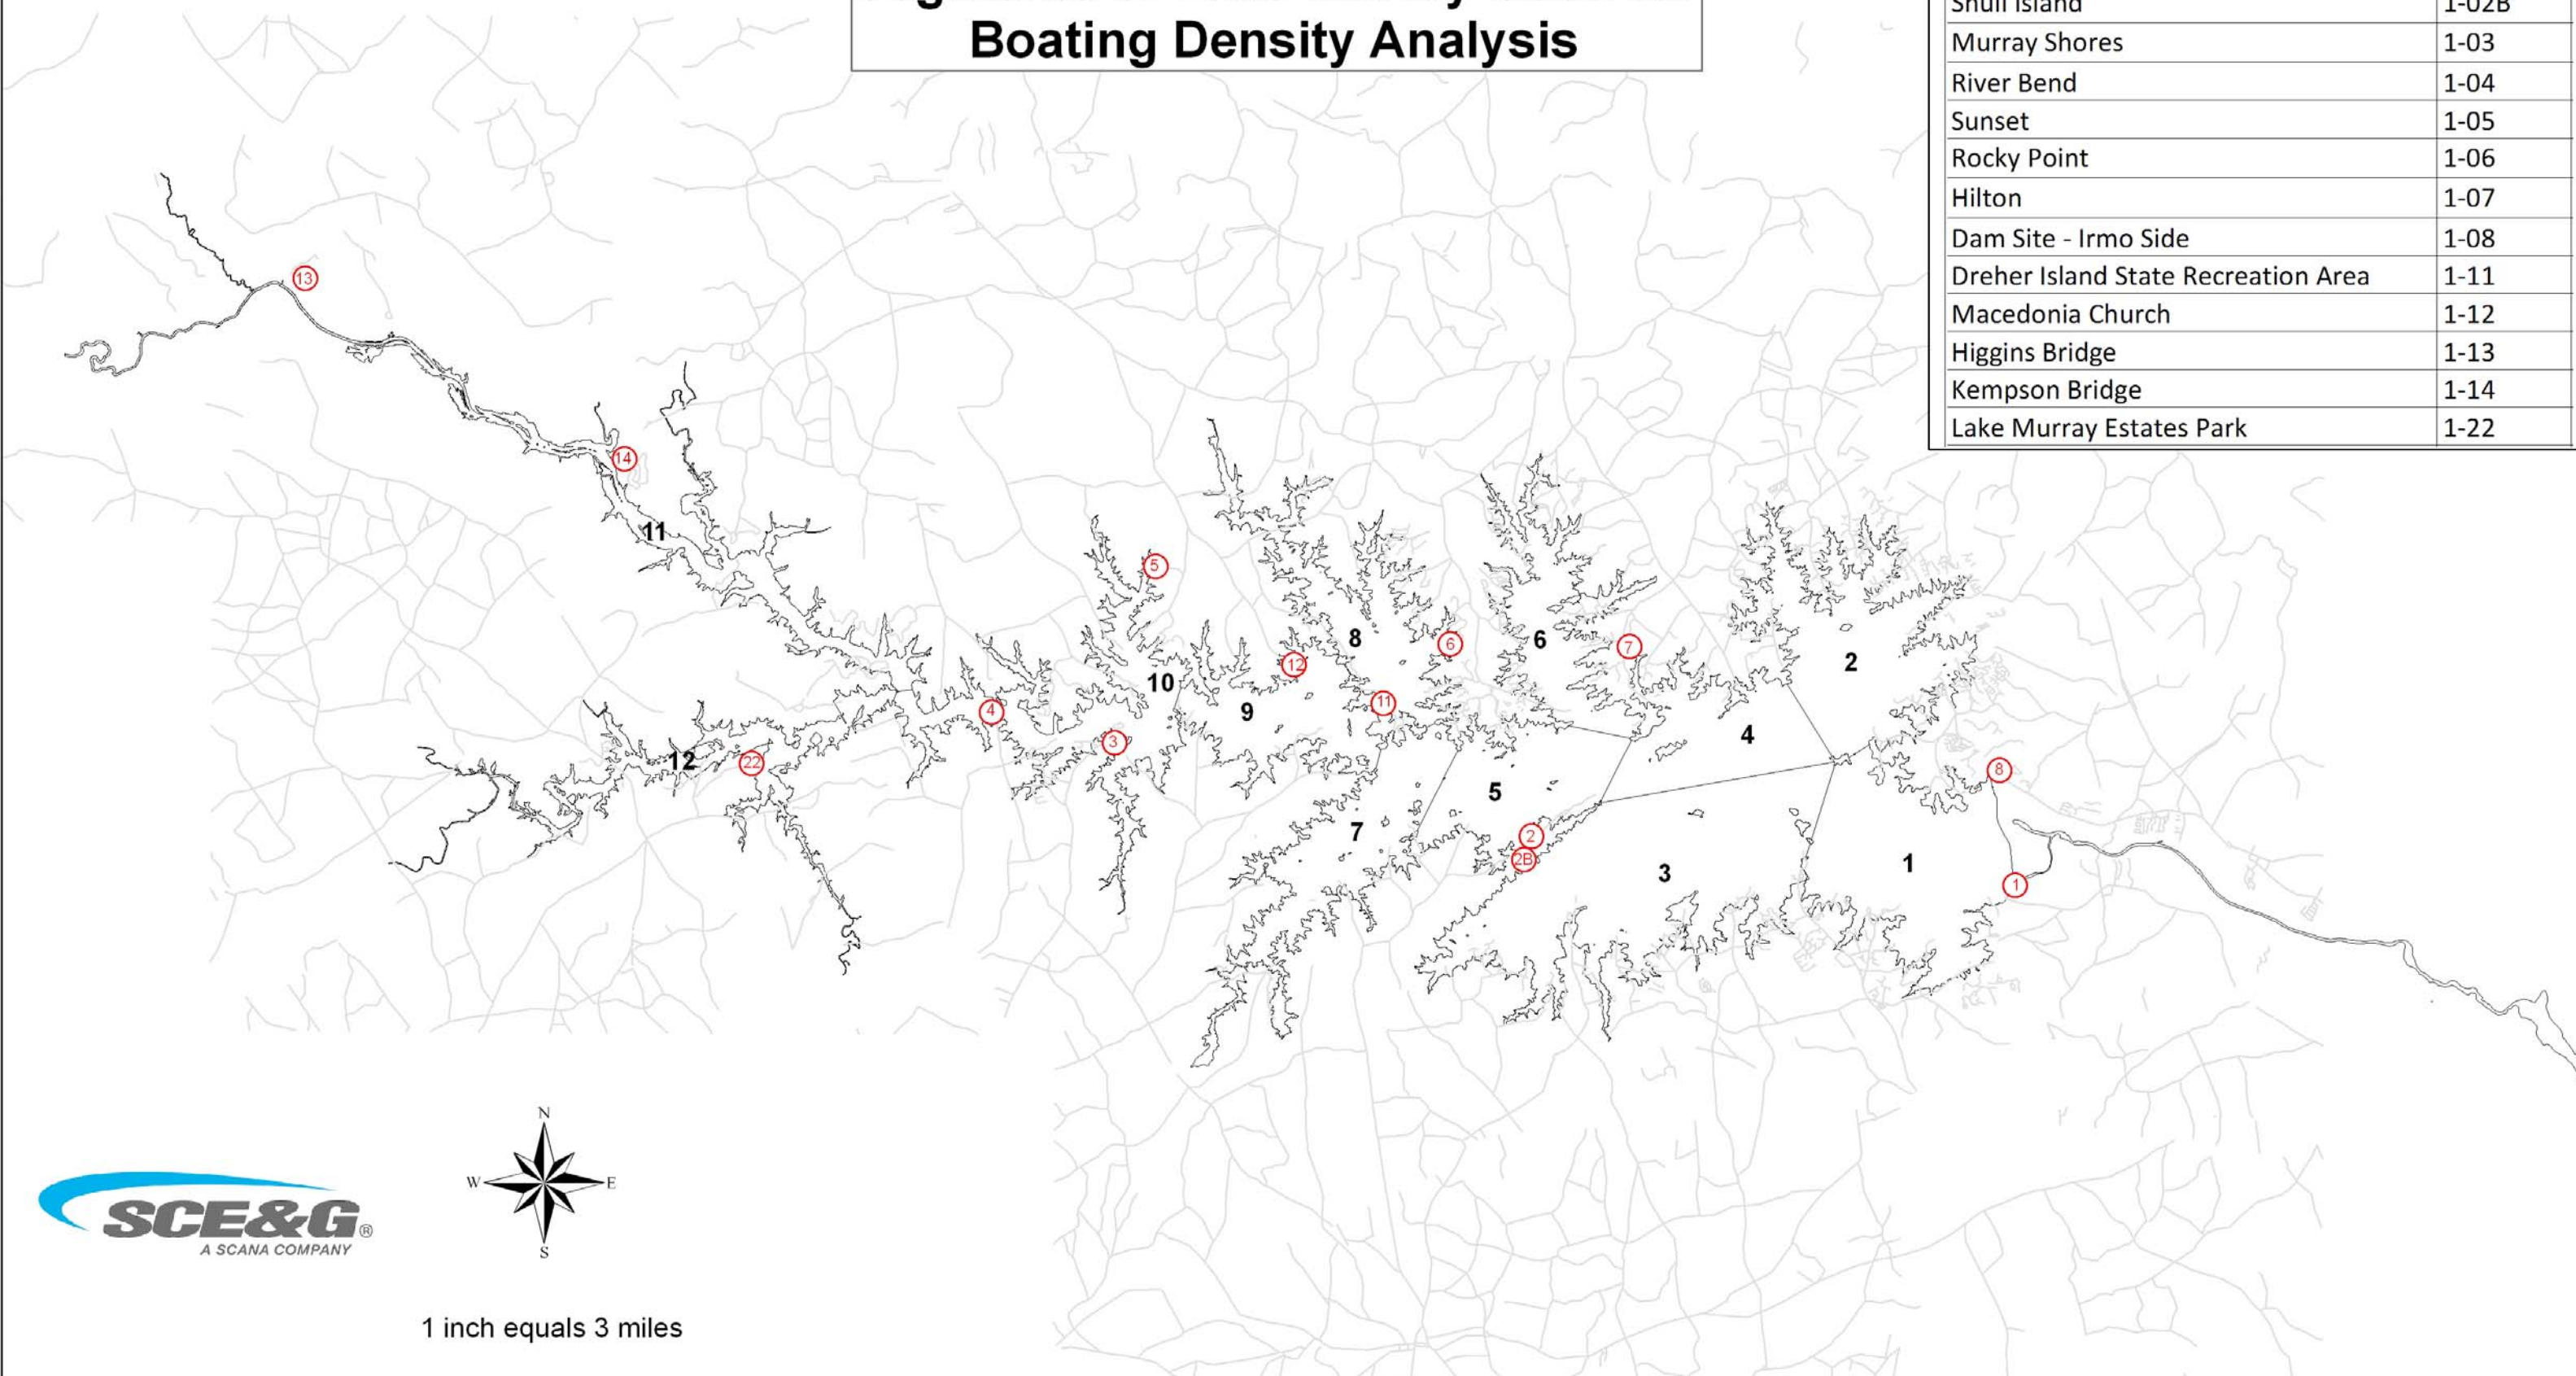 Boating Density Analysis
Shull Island 1-02B
Murray Shores 1-03
River Bend 1-04
Sunset 1-05
Rocky Point 1-06
Hilton 1-07
Dam Site - Irmo Side 1-08
Dreher Island State Recreation Area 1-11
Macedonia Church 1-12
Higgins Bridge 1-13
Kempson Bridge 1-14
Lake Murray Estates Park 1-22
13
14
11
5
8
6
6
7
2
12
10
11
9
4
3
4
12
22
5
8
7
2
2B
3
1
1
N
W E
S
SCE&G®
A SCANA COMPANY
1 inch equals 3 miles